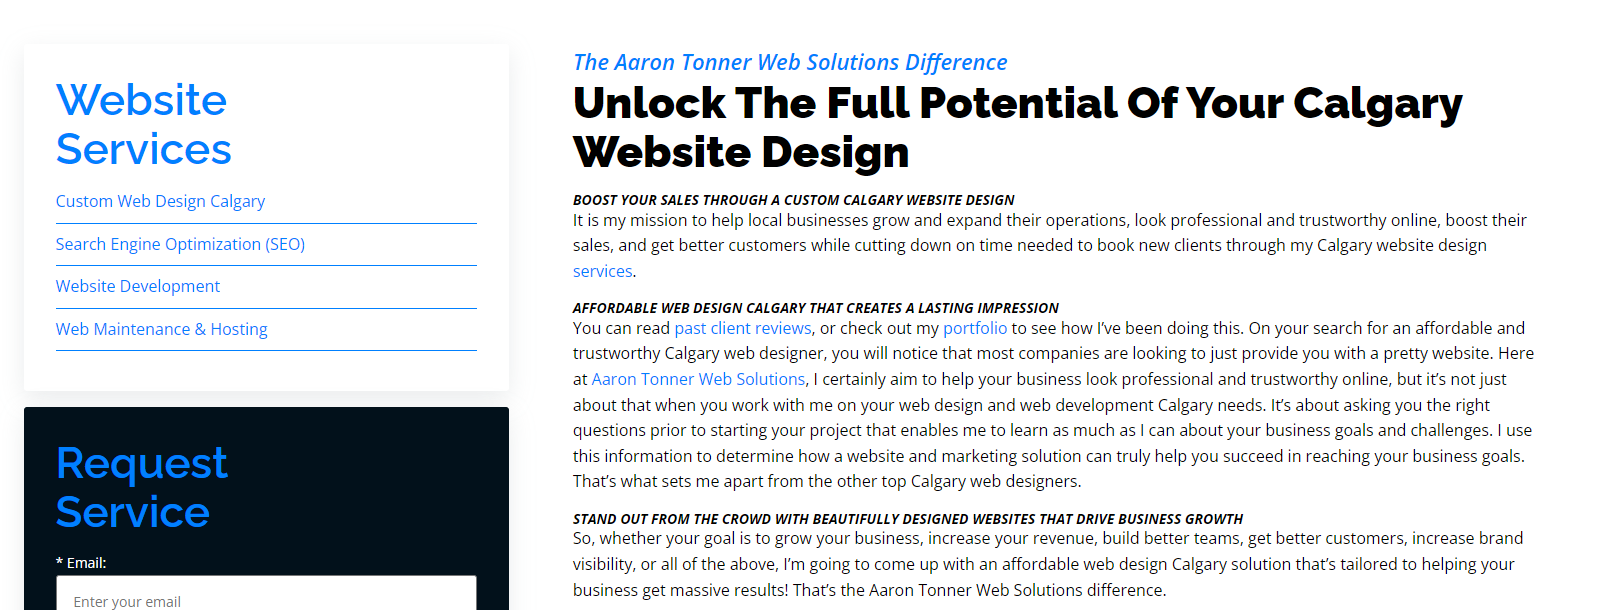 Website
Services
Custom Web Design Calgary
Search Engine Optimization (SEO)
Website Development
Web Maintenance & Hosting
Request
Service
* Email:
Enter your email
The Aaron Tonner Web Solutions Difference
Unlock The Full Potential Of Your Calgary
Website Design
BOOST YOUR SALES THROUGH A CUSTOM CALGARY WEBSITE DESIGN
It is my mission to help local businesses grow and expand their operations, look professional and trustworthy online, boost their
sales, and get better customers while cutting down on time needed to book new clients through my Calgary website design
services.
AFFORDABLE WEB DESIGN CALGARY THAT CREATES A LASTING IMPRESSION
You can read past client reviews, or check out my portfolio to see how I’ve been doing this. On your search for an affordable and
trustworthy Calgary web designer, you will notice that most companies are looking to just provide you with a pretty website. Here
at Aaron Tonner Web Solutions, I certainly aim to help your business look professional and trustworthy online, but it’s not just
about that when you work with me on your web design and web development Calgary needs. It’s about asking you the right
questions prior to starting your project that enables me to learn as much as I can about your business goals and challenges. I use
this information to determine how a website and marketing solution can truly help you succeed in reaching your business goals.
That’s what sets me apart from the other top Calgary web designers.
STAND OUT FROM THE CROWD WITH BEAUTIFULLY DESIGNED WEBSITES THAT DRIVE BUSINESS GROWTH
So, whether your goal is to grow your business, increase your revenue, build better teams, get better customers, increase brand
visibility, or all of the above, I’m going to come up with an affordable web design Calgary solution that’s tailored to helping your
business get massive results! That’s the Aaron Tonner Web Solutions difference.